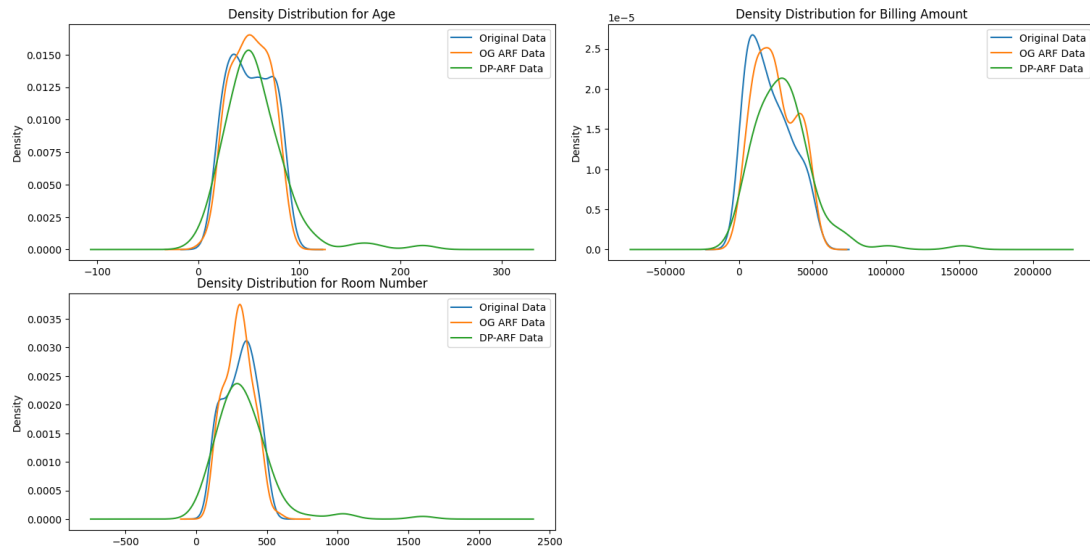 Density Distribution for Age
Density
0.0150
0.0125
0.0100
0.0075
0.0050
0.0025
0.0000
−100
0
100
200
300
Original Data
OG ARF Data
DP-ARF Data
Density Distribution for Billing Amount
1e−5
Density
2.5
2.0
1.5
1.0
0.5
0.0
−50000
0
50000
100000
150000
200000
Original Data
OG ARF Data
DP-ARF Data
Density Distribution for Room Number
Density
0.0035
0.0030
0.0025
0.0020
0.0015
0.0010
0.0005
0.0000
−500
0
500
1000
1500
2000
2500
Original Data
OG ARF Data
DP-ARF Data